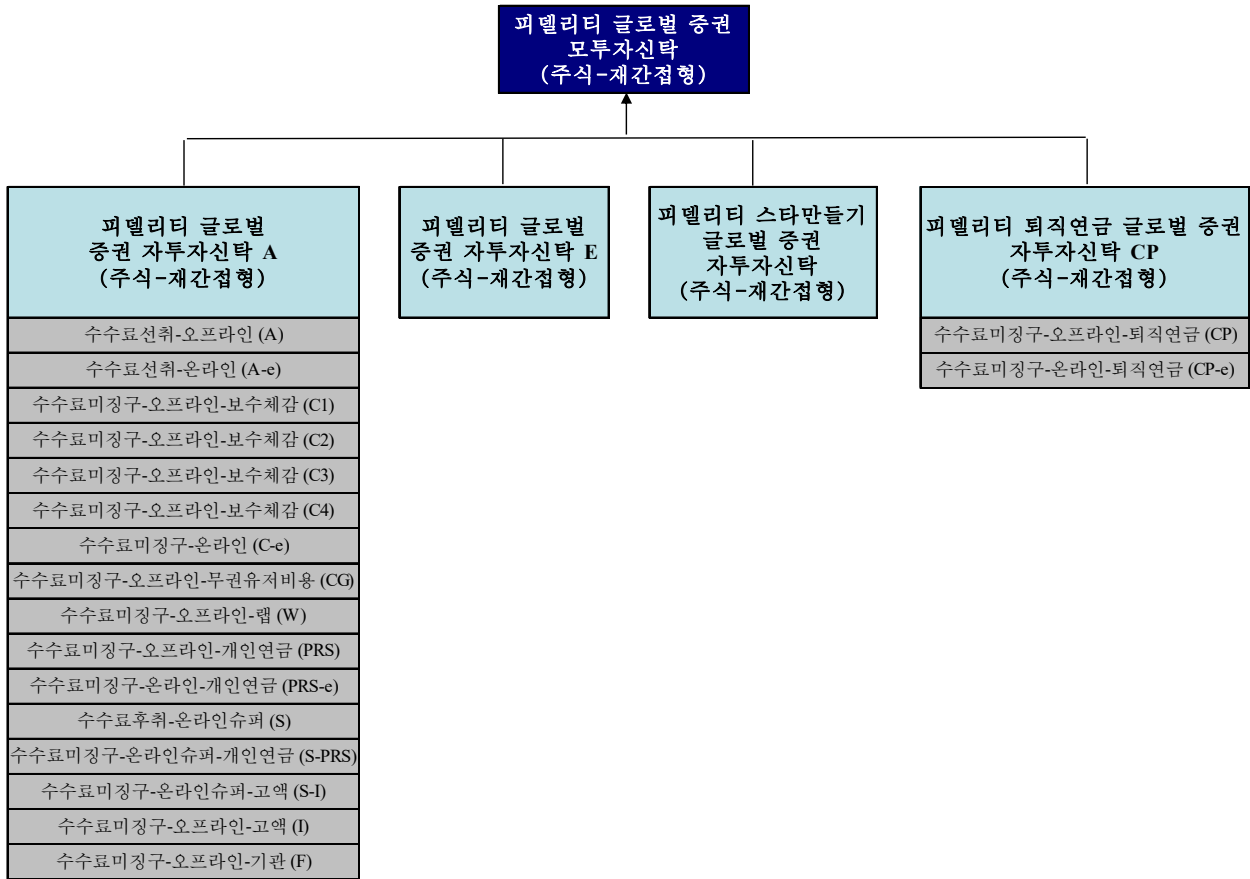 피델리티 글로벌 증권
모투자신탁
(주식-재간접형)
피델리티 글로벌
증권 자투자신탁 A
(주식-재간접형)
수수료선취-오프라인 (A)
수수료선취-온라인 (A-e)
수수료미징구-오프라인-보수체감 (C1)
수수료미징구-오프라인-보수체감 (C2)
수수료미징구-오프라인-보수체감 (C3)
수수료미징구-오프라인-보수체감 (C4)
수수료미징구-온라인 (C-e)
수수료미징구-오프라인-무권유저비용 (CG)
수수료미징구-오프라인-랩 (W)
수수료미징구-오프라인-개인연금 (PRS)
수수료미징구-온라인-개인연금 (PRS-e)
수수료후취-온라인슈퍼 (S)
수수료미징구-온라인슈퍼-개인연금 (S-PRS)
수수료미징구-온라인슈퍼-고액 (S-I)
수수료미징구-오프라인-고액 (I)
수수료미징구-오프라인-기관 (F)
피델리티 글로벌
증권 자투자신탁 E
(주식-재간접형)
피델리티 스타만들기
글로벌 증권
자투자신탁
(주식-재간접형)
피델리티 퇴직연금 글로벌 증권
자투자신탁 CP
(주식-재간접형)
수수료미징구-오프라인-퇴직연금 (CP)
수수료미징구-온라인-퇴직연금 (CP-e)